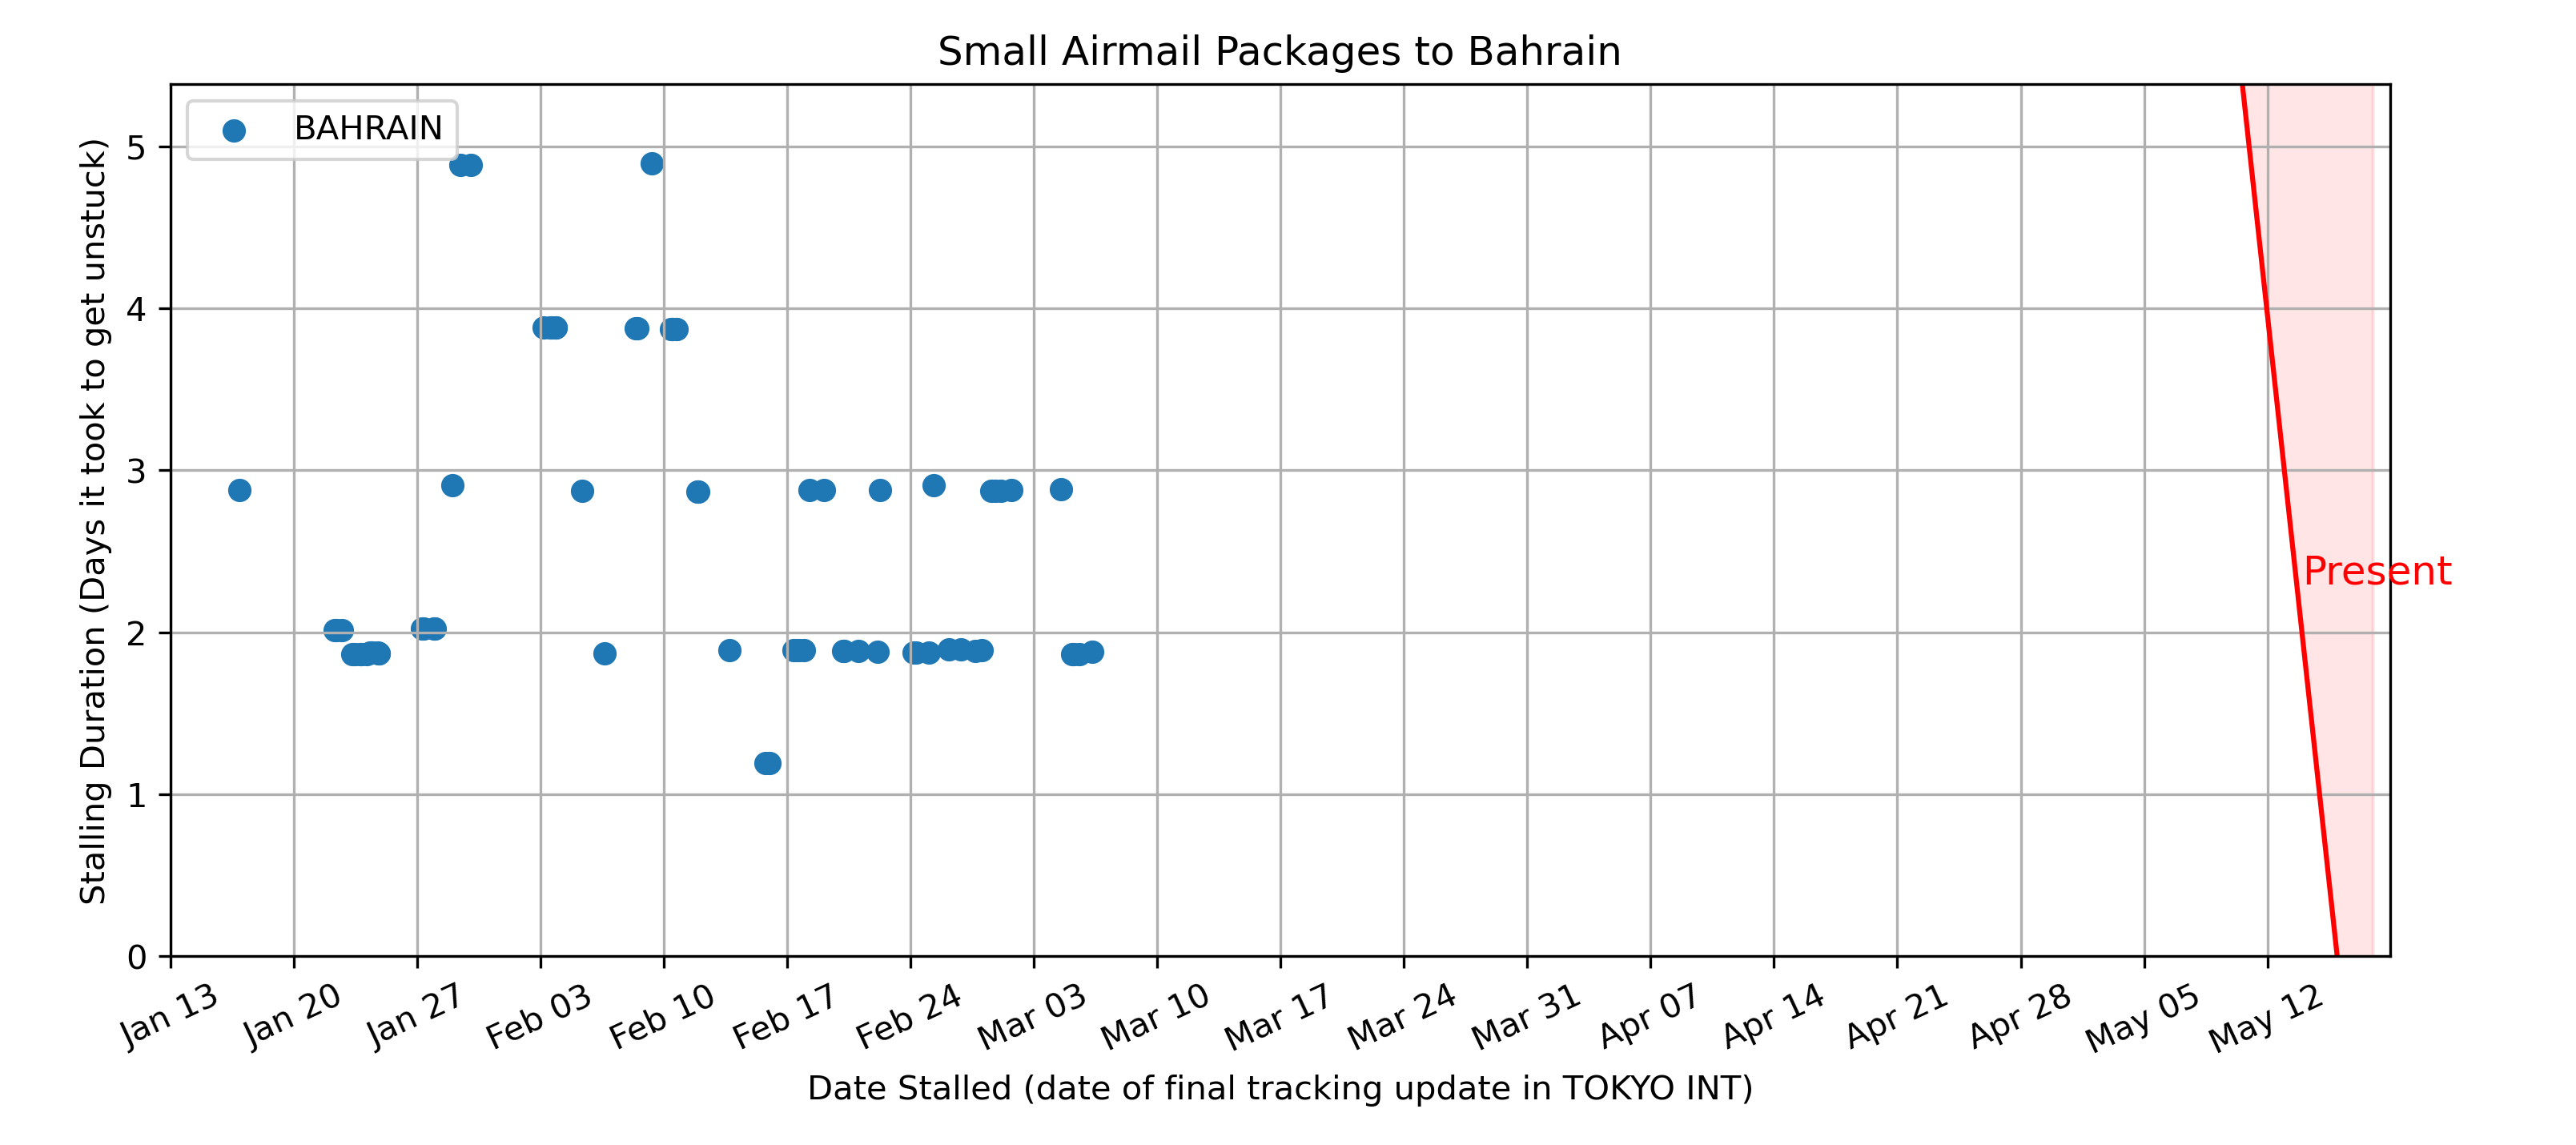 Small Airmail Packages to Bahrain
BAHRAIN
Stalling Duration (Days it took to get unstuck)
5
4
3
2
1
0
Present
Jan 13
Jan 20
Jan 27
Feb 03
Feb 10
Feb 17
Feb 24
Mar 03
Mar 10
Mar 17
Mar 24
Mar 31
Apr 07
Apr 14
Apr 21
Apr 28
May 05
May 12
Date Stalled (date of final tracking update in TOKYO INT)